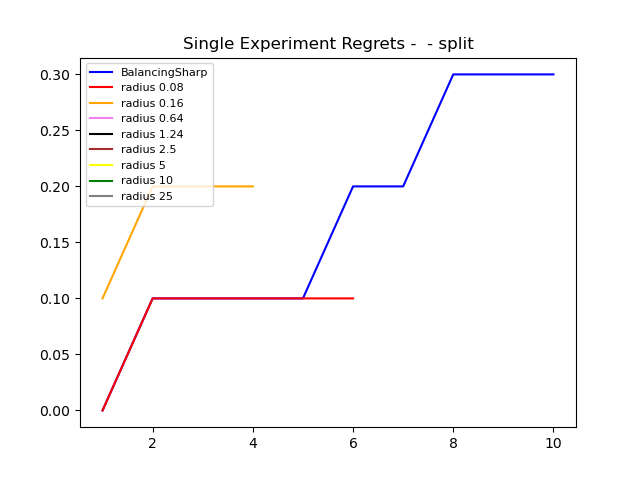 Single Experiment Regrets -  - split
0.30
0.25
0.20
0.15
0.10
0.05
0.00
BalancingSharp
radius 0.08
radius 0.16
radius 0.64
radius 1.24
radius 2.5
radius 5
radius 10
radius 25
2 4 6 8 10